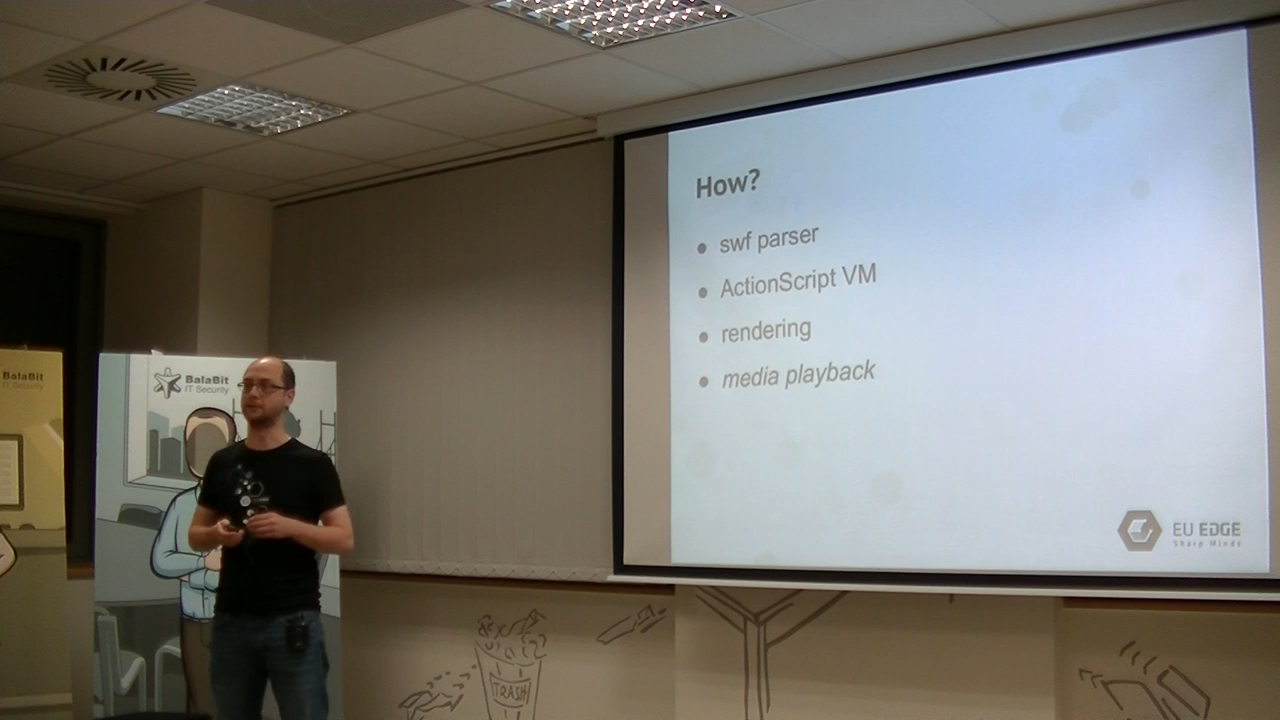 How?
swf parser
ActionScript VM
rendering
media playback
EU EDGE
Sharp Minds
BalaBit
IT Security
BalaBit
IT Security
TRASH